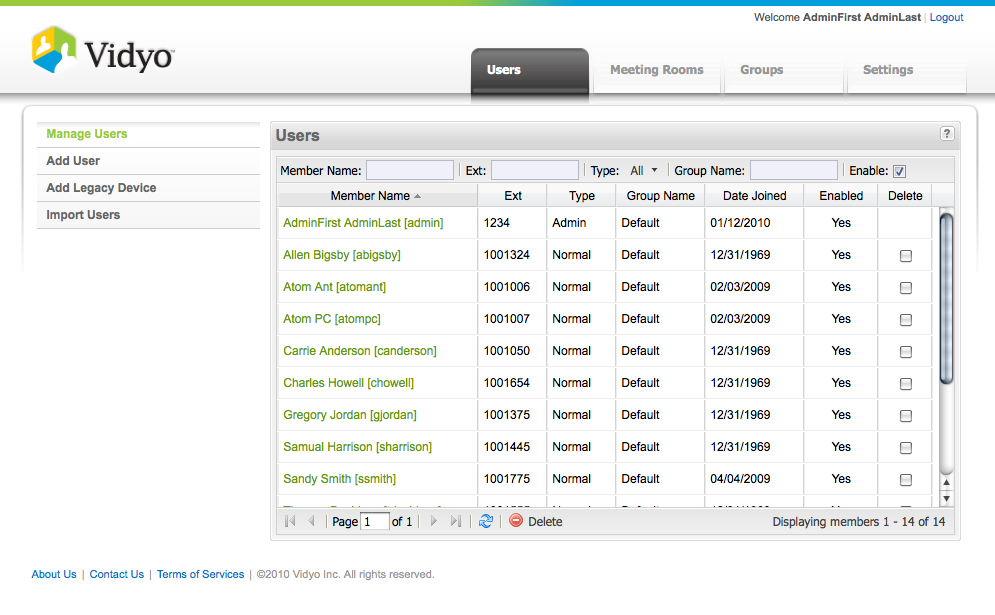 Welcome AdminFirst AdminLast | Logout
Vidyo™
Users Meeting Rooms Groups Settings
Manage Users
Add User
Add Legacy Device
Import Users
Users ?
Member Name: Ext: Type: All Group Name: Enable:
Member Name Ext Type Group Name Date Joined Enabled Delete
AdminFirst AdminLast [admin] 1234 Admin Default 01/12/2010 Yes
Allen Bigsby [abigsby] 1001324 Normal Default 12/31/1969 Yes
Atom Ant [atomant] 1001006 Normal Default 02/03/2009 Yes
Atom PC [atompc] 1001007 Normal Default 02/03/2009 Yes
Carrie Anderson [canderson] 1001050 Normal Default 12/31/1969 Yes
Charles Howell [chowell] 1001654 Normal Default 12/31/1969 Yes
Gregory Jordan [gjordan] 1001375 Normal Default 12/31/1969 Yes
Samual Harrison [sharrison] 1001445 Normal Default 12/31/1969 Yes
Sandy Smith [ssmith] 1001775 Normal Default 04/04/2009 Yes
Page 1 of 1 Delete Displaying members 1 - 14 of 14
About Us | Contact Us | Terms of Services | ©2010 Vidyo Inc. All rights reserved.